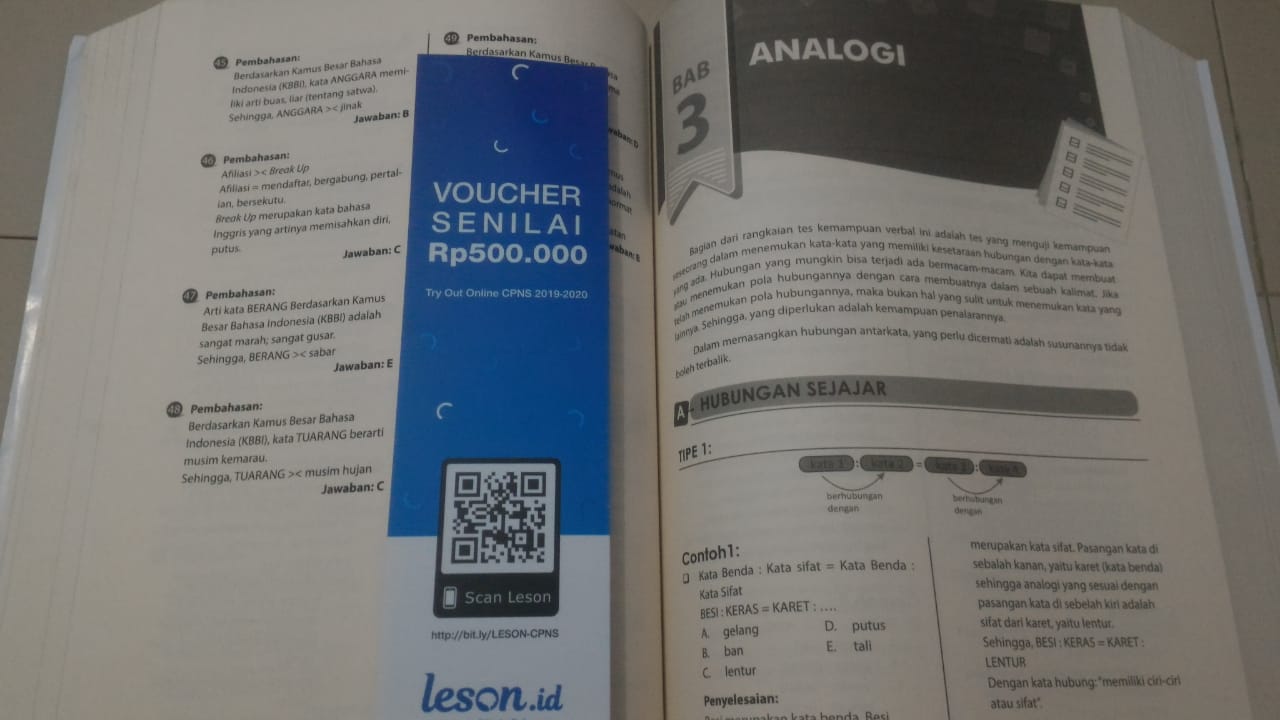 45 Pembahasan:
Berdasarkan Kamus Besar Bahasa
Indonesia (KBBI), kata ANGGARA memi-
liki arti buas, liar (tentang satwa).
Sehingga, ANGGARA >< jinak
Jawaban: B
46 Pembahasan:
Afiliasi >< Break Up
Afiliasi = mendaftar, bergabung, pertal-
ian, bersekutu.
Break Up merupakan kata bahasa
Inggris yang artinya memisahkan diri,
putus.
Jawaban: C
47 Pembahasan:
Arti kata BERANG Berdasarkan Kamus
Besar Bahasa Indonesia (KBBI) adalah
sangat marah; sangat gusar.
Sehingga, BERANG >< sabar
Jawaban: E
48 Pembahasan:
Berdasarkan Kamus Besar Bahasa
Indonesia (KBBI), kata TUARANG berarti
musim kemarau.
Sehingga, TUARANG >< musim hujan
Jawaban: C
49 Pembahasan:
Berdasarkan Kamus Besar
VOUCHER
SENILAI
Rp500.000
Try Out Online CPNS 2019-2020
Scan Leson
http://bit.ly/LESON-CPNS
leson.id
BAB
3
ANALOGI
Bagian dari rangkaian tes kemampuan verbal ini adalah tes yang menguji kemampuan
seseorang dalam menemukan kata-kata yang memiliki kesetaraan hubungan dengan kata-kata
yang ada. Hubungan yang mungkin bisa terjadi ada bermacam-macam. Kita dapat membuat
atau menemukan pola hubungannya dengan cara membuatnya dalam sebuah kalimat. Jika
telah menemukan pola hubungannya, maka bukan hal yang sulit untuk menemukan kata yang
lainnya. Sehingga, yang diperlukan adalah kemampuan penalarannya.
Dalam memasangkan hubungan antarkata, yang perlu dicermati adalah susunannya tidak
boleh terbalik.
A HUBUNGAN SEJAJAR
TIPE 1:
kata 1 : kata 2 = kata 3 : kata 4
berhubungan
dengan
berhubungan
dengan
Contoh1:
Kata Benda : Kata sifat = Kata Benda :
Kata Sifat
BESI : KERAS = KARET : ....
A. gelang
B. ban
C. lentur
D. putus
E. tali
Penyelesaian:
Besi merupakan kata benda. Besi
merupakan kata sifat. Pasangan kata di
sebalah kanan, yaitu karet (kata benda)
sehingga analogi yang sesuai dengan
pasangan kata di sebelah kiri adalah
sifat dari karet, yaitu lentur.
Sehingga, BESI : KERAS = KARET :
LENTUR
Dengan kata hubung: "memiliki ciri-ciri
atau sifat".